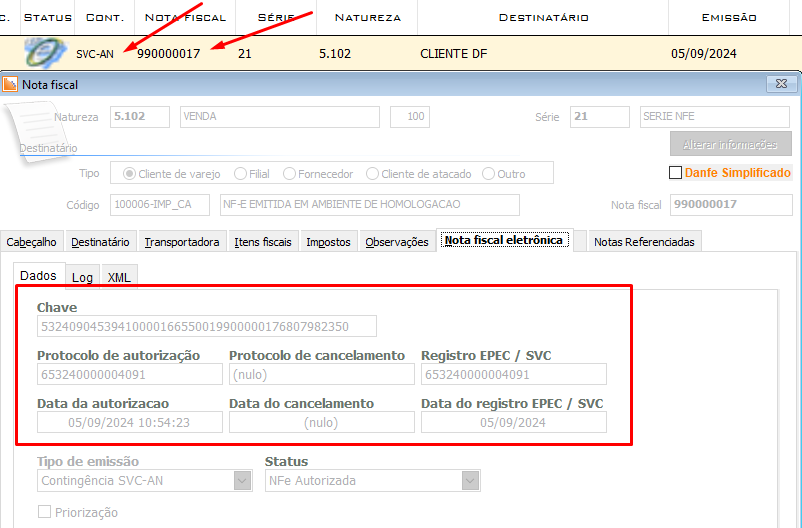 C. STATUS CONT. NOTA FISCAL SÉRIE NATUREZA DESTINATÁRIO EMISSÃO
SVC-AN 990000017 21 5.102 CLIENTE DF 05/09/2024
Nota fiscal
Natureza 5.102 VENDA 100 Série 21 SERIE NFE
Alterar informações
Destinatário
Tipo Cliente de varejo Filial Fornecedor Cliente de atacado Outro
Danfe Simplificado
Código 100006-IMP_CA NF-E EMITIDA EM AMBIENTE DE HOMOLOGACAO Nota fiscal 990000017
Cabeçalho Destinatário Transportadora Itens fiscais Impostos Observações Nota fiscal eletrônica Notas Referenciadas
Dados Log XML
Chave
53240904539410000166550019900000176807982350
Protocolo de autorização Protocolo de cancelamento Registro EPEC / SVC
653240000004091 (nulo) 653240000004091
Data da autorizacao Data do cancelamento Data do registro EPEC / SVC
05/09/2024 10:54:23 (nulo) 05/09/2024
Tipo de emissão Status
Contingência SVC-AN NFe Autorizada
Priorização